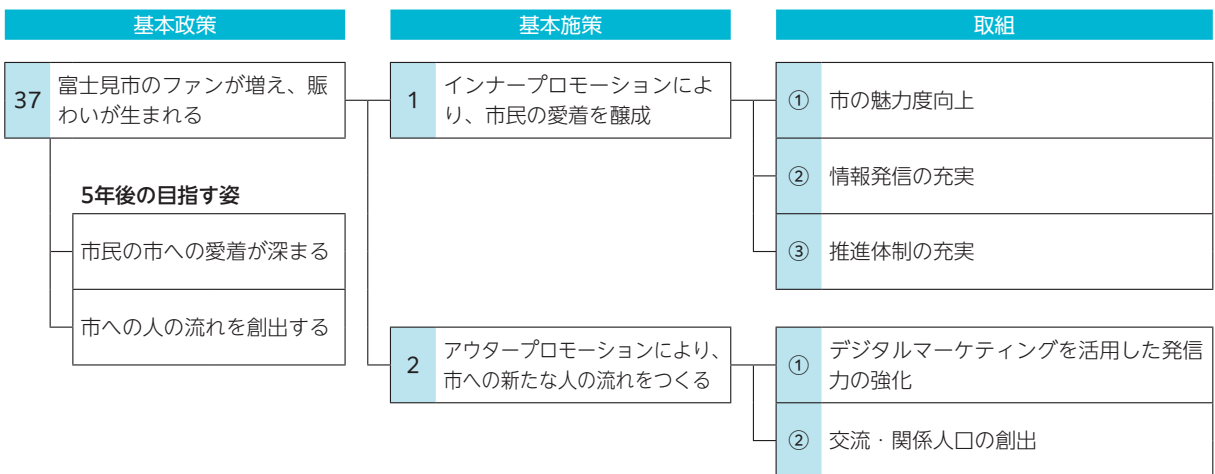 基本政策
基本施策
取組
37
富士見市のファンが増え、賑
わいが生まれる
5年後の目指す姿
市民の市への愛着が深まる
市への人の流れを創出する
1
インナープロモーションによ
り、市民の愛着を醸成
① 市の魅力度向上
② 情報発信の充実
③ 推進体制の充実
2
アウタープロモーションにより、
市への新たな人の流れをつくる
①
デジタルマーケティングを活用した発信
力の強化
② 交流・関係人口の創出